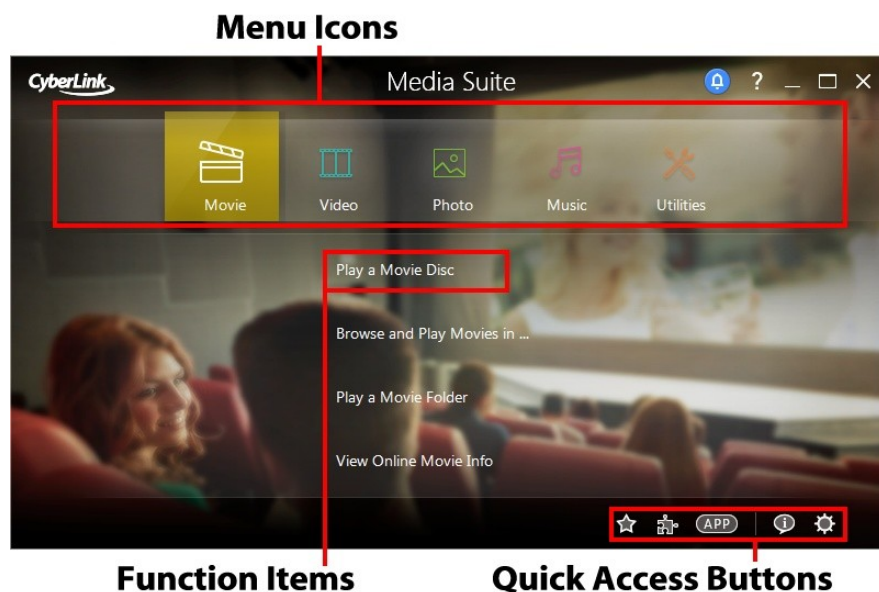 Menu Icons
CyberLink
Media Suite
?
Movie
Video
Photo
Music
Utilities
Play a Movie Disc
Browse and Play Movies in ...
Play a Movie Folder
View Online Movie Info
APP
i
Function Items
Quick Access Buttons